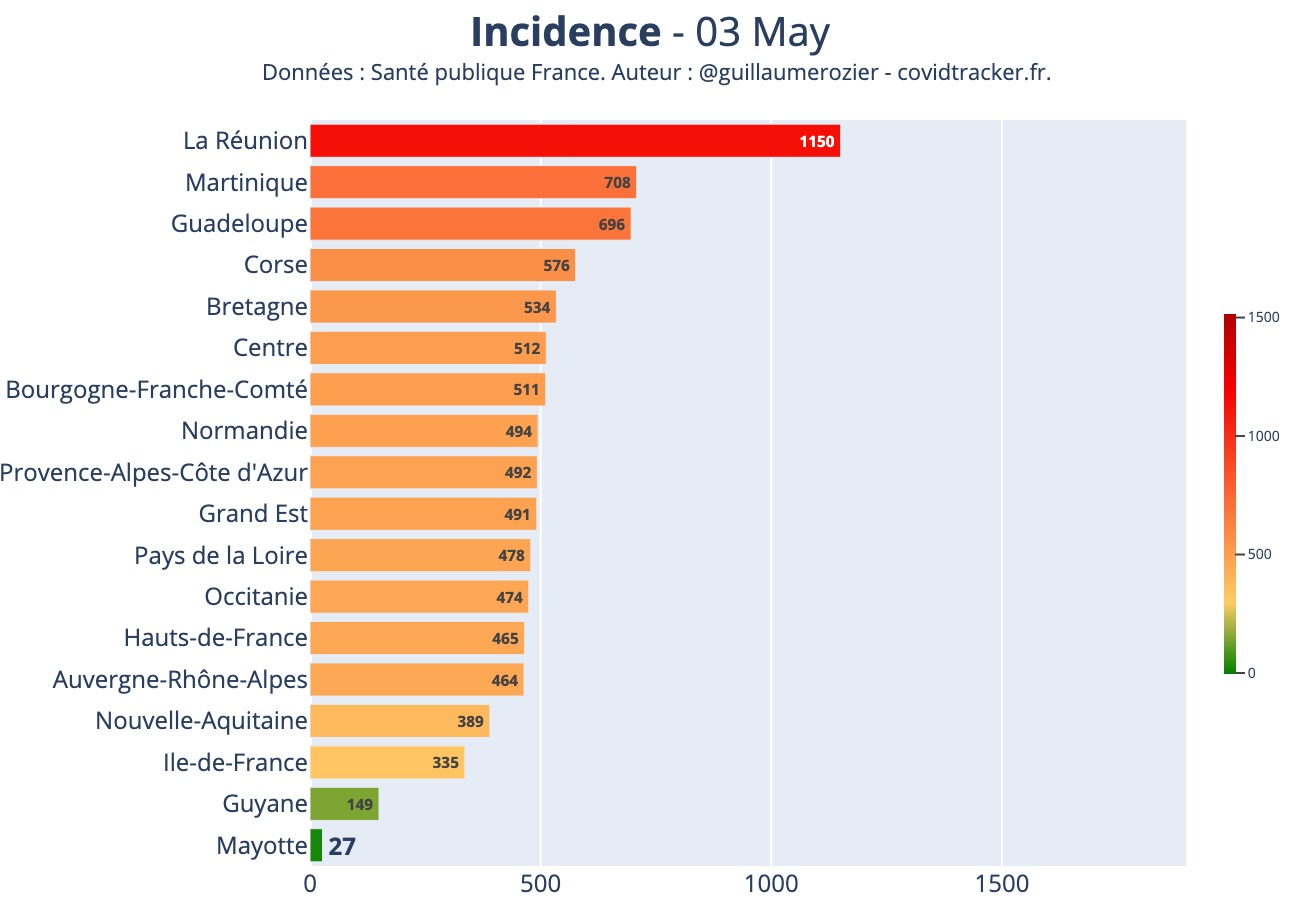 Incidence - 03 May
Données : Santé publique France. Auteur : @guillaumerozier - covidtracker.fr.
La Réunion 1150
Martinique 708
Guadeloupe 696
Corse 576
Bretagne 534
Centre 512
Bourgogne-Franche-Comté 511
Normandie 494
Provence-Alpes-Côte d'Azur 492
Grand Est 491
Pays de la Loire 478
Occitanie 474
Hauts-de-France 465
Auvergne-Rhône-Alpes 464
Nouvelle-Aquitaine 389
Ile-de-France 335
Guyane 149
Mayotte 27
0 500 1000 1500
1500
1000
500
0